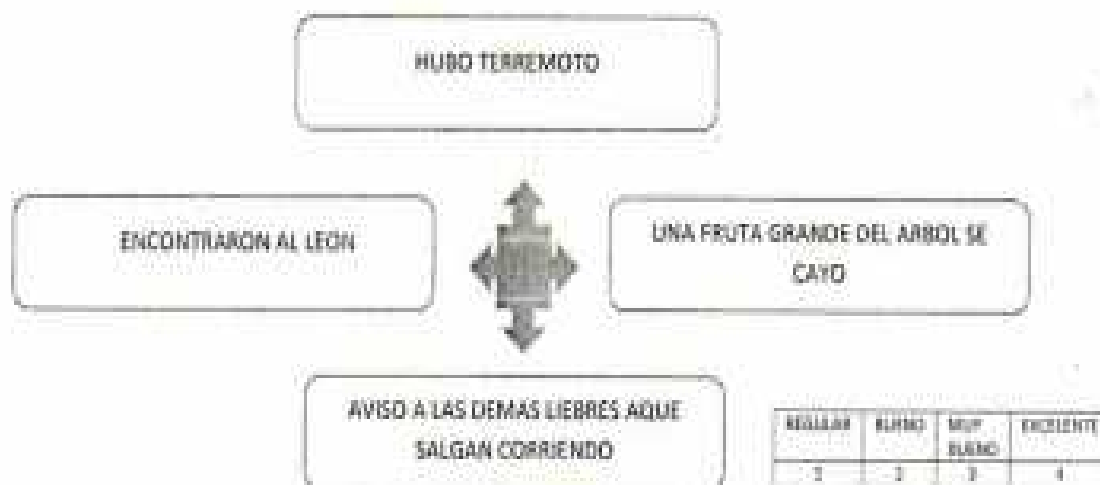 HUBO TERREMOTO
ENCONTRARON AL LEON
UNA FRUTA GRANDE DEL ARBOL SE
CAYO
AVISO A LAS DEMAS LIEBRES AQUE
SALGAN CORRIENDO
REGULAR BUENO MUY BUENO EXCELENTE
1 2 3 4